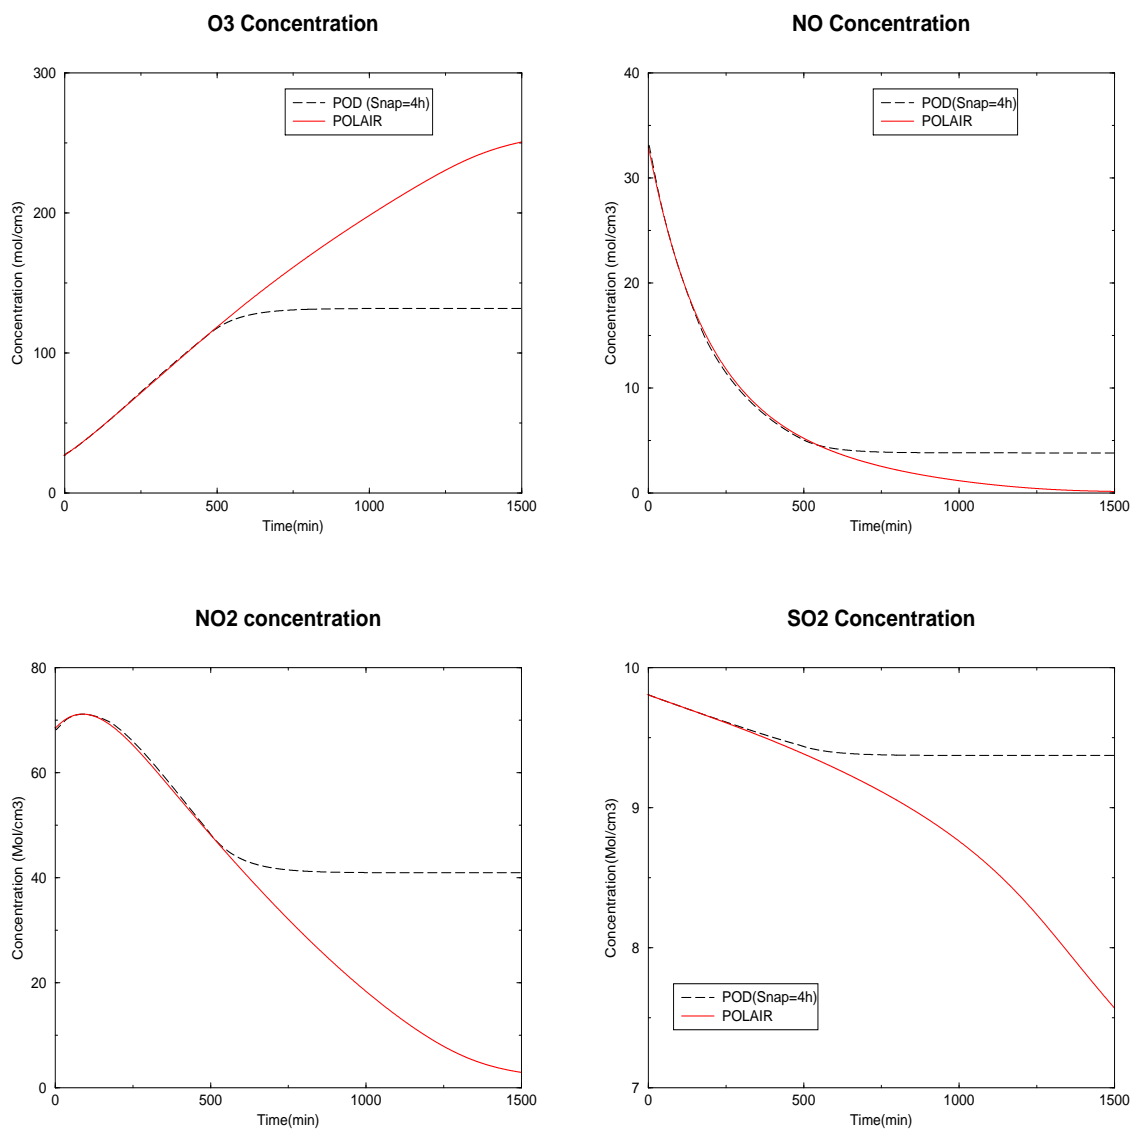 O3 Concentration
300
200
100
0
0
500
1000
1500
Concentration (mol/cm3)
Time(min)
POD (Snap=4h)
POLAIR
NO Concentration
40
30
20
10
0
0
500
1000
1500
Concentration (mol/cm3)
Time(min)
POD(Snap=4h)
POLAIR
NO2 concentration
80
60
40
20
0
0
500
1000
1500
Concentration (Mol/cm3)
Time(min)
SO2 Concentration
10
9
8
7
0
500
1000
1500
Concentration(Mol/cm3)
Time(min)
POD(Snap=4h)
POLAIR